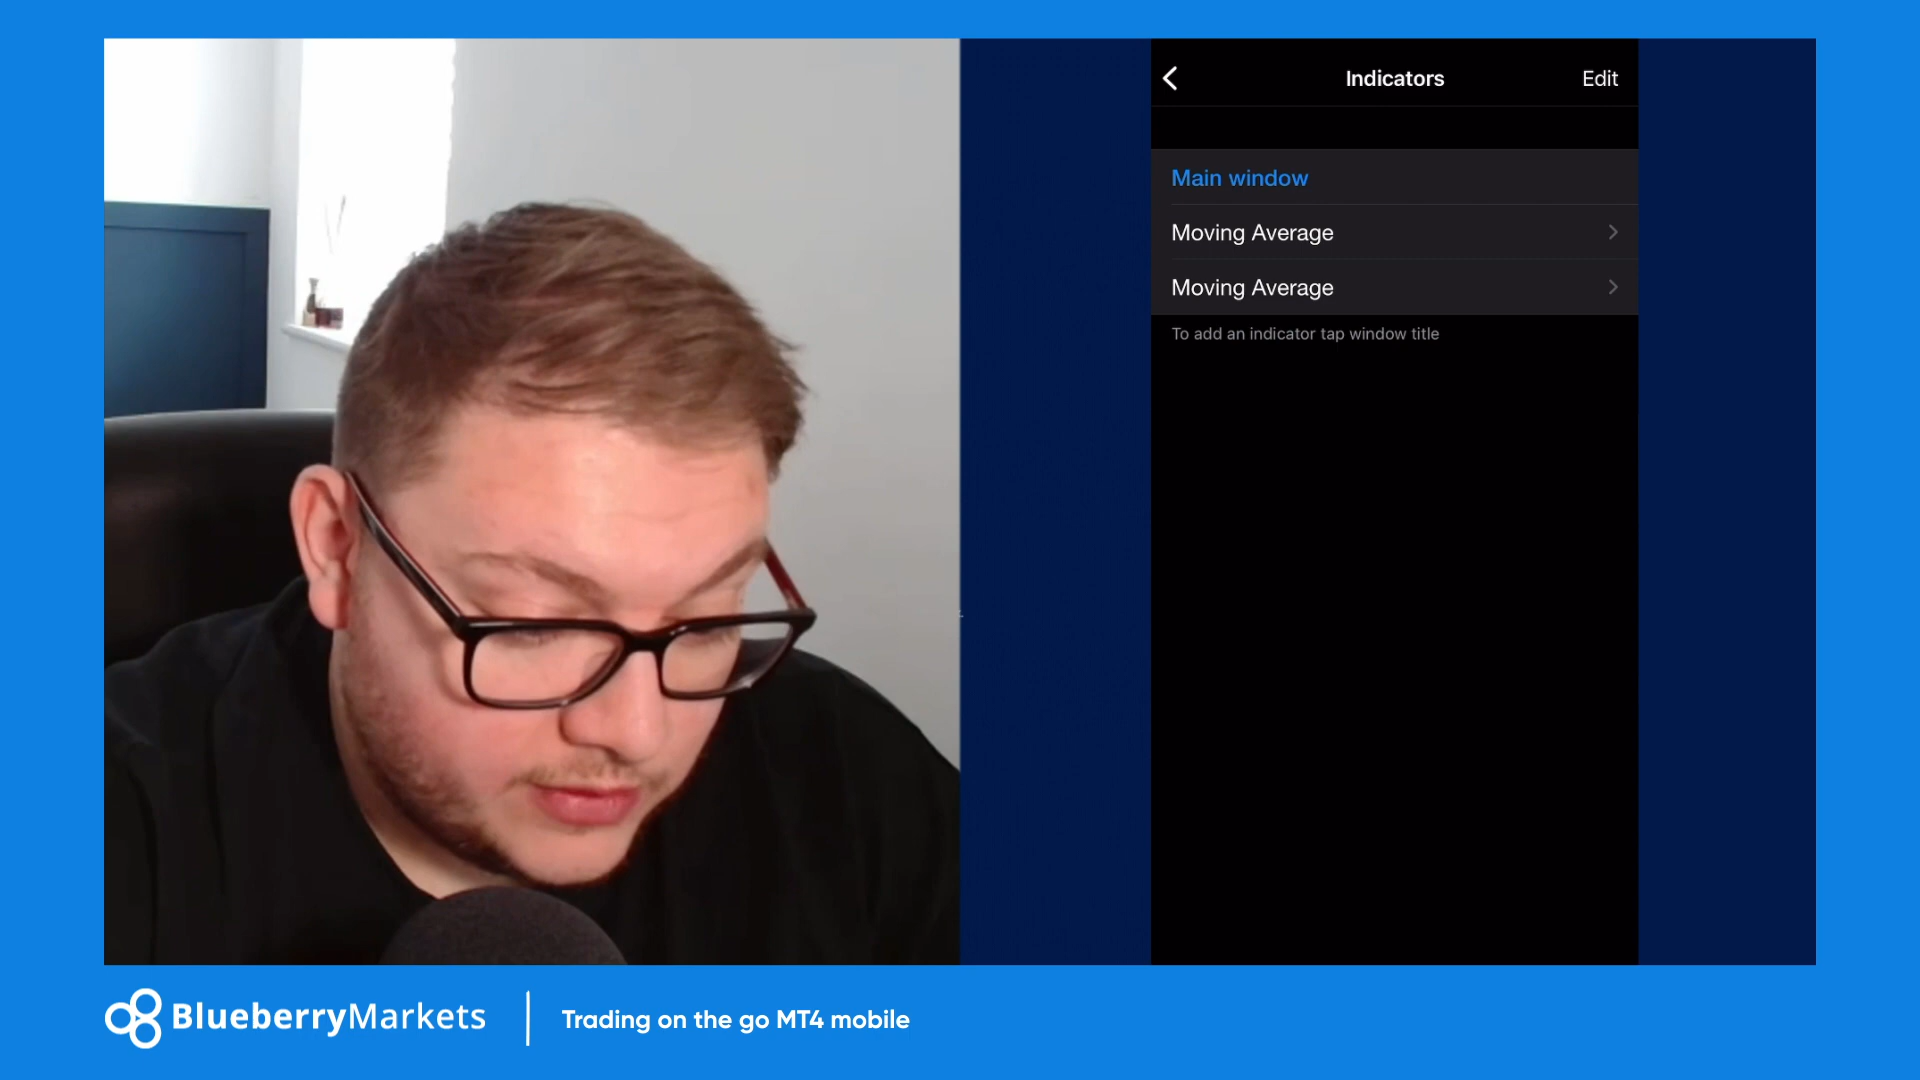 Indicators
Edit
Main window
Moving Average
Moving Average
To add an indicator tap window title
BlueberryMarkets
Trading on the go MT4 mobile